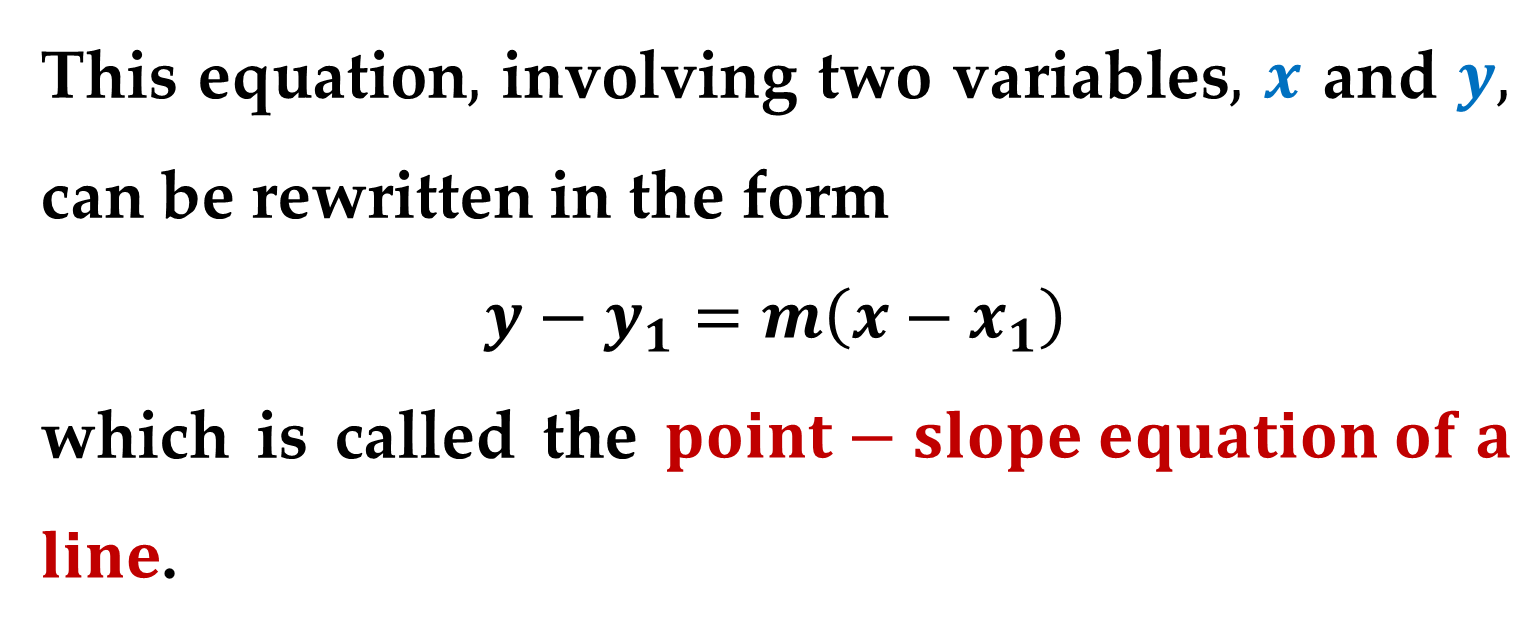 This equation, involving two variables, x and y,
can be rewritten in the form
y − y₁ = m(x − x₁)
which is called the point − slope equation of a
line.